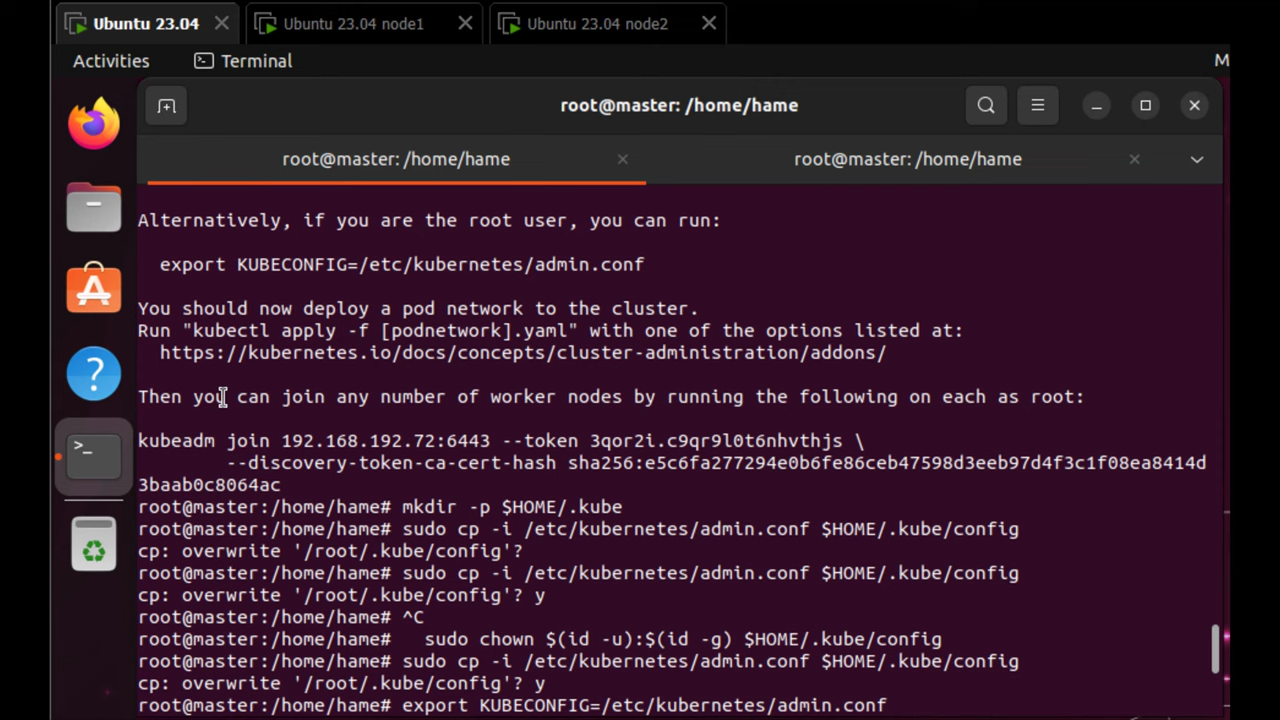 Ubuntu 23.04
Ubuntu 23.04 node1
Ubuntu 23.04 node2
Activities
Terminal
M
root@master: /home/hame
root@master: /home/hame
root@master: /home/hame
Alternatively, if you are the root user, you can run:
export KUBECONFIG=/etc/kubernetes/admin.conf
You should now deploy a pod network to the cluster.
Run "kubectl apply -f [podnetwork].yaml" with one of the options listed at:
https://kubernetes.io/docs/concepts/cluster-administration/addons/
Then you can join any number of worker nodes by running the following on each as root:
kubeadm join 192.168.192.72:6443 --token 3qor2i.c9qr9l0t6nhvthjs \
--discovery-token-ca-cert-hash sha256:e5c6fa277294e0b6fe86ceb47598d3eeb97d4f3c1f08ea8414d
3baab0c8064ac
root@master:/home/hame# mkdir -p $HOME/.kube
root@master:/home/hame# sudo cp -i /etc/kubernetes/admin.conf $HOME/.kube/config
cp: overwrite '/root/.kube/config'?
root@master:/home/hame# sudo cp -i /etc/kubernetes/admin.conf $HOME/.kube/config
cp: overwrite '/root/.kube/config'? y
root@master:/home/hame# ^C
root@master:/home/hame#   sudo chown $(id -u):$(id -g) $HOME/.kube/config
root@master:/home/hame# sudo cp -i /etc/kubernetes/admin.conf $HOME/.kube/config
cp: overwrite '/root/.kube/config'? y
root@master:/home/hame# export KUBECONFIG=/etc/kubernetes/admin.conf